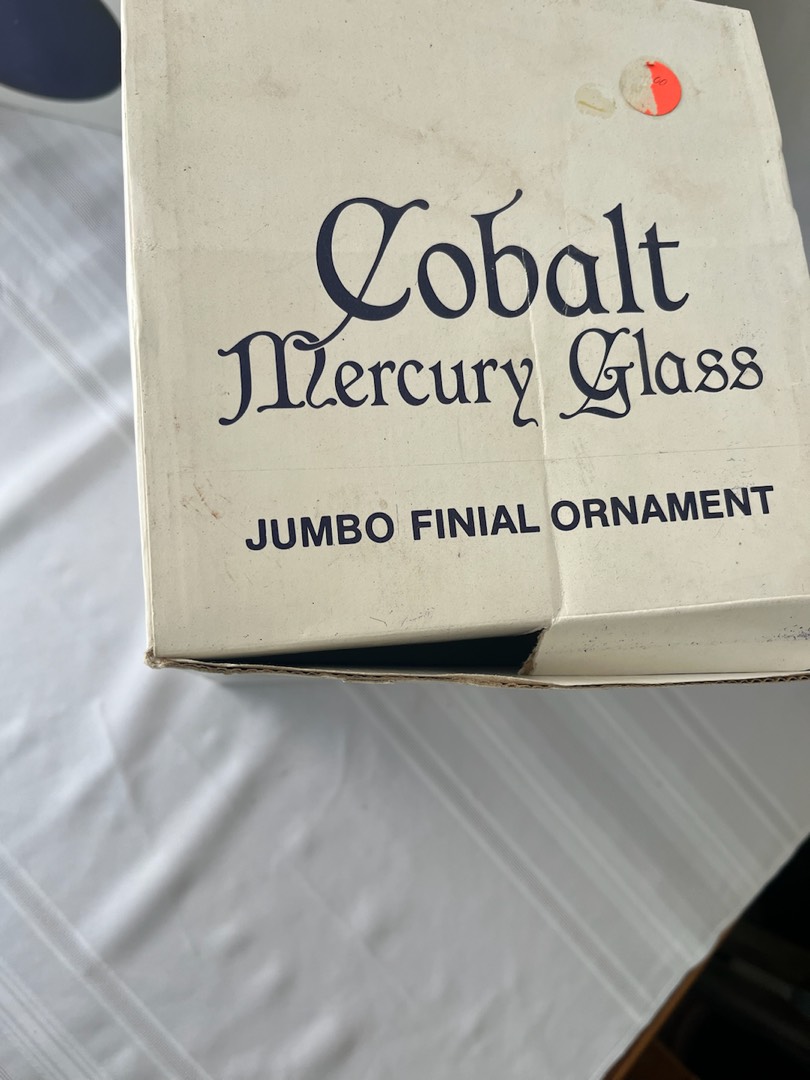 Cobalt
Mercury Glass
JUMBO FINIAL ORNAMENT